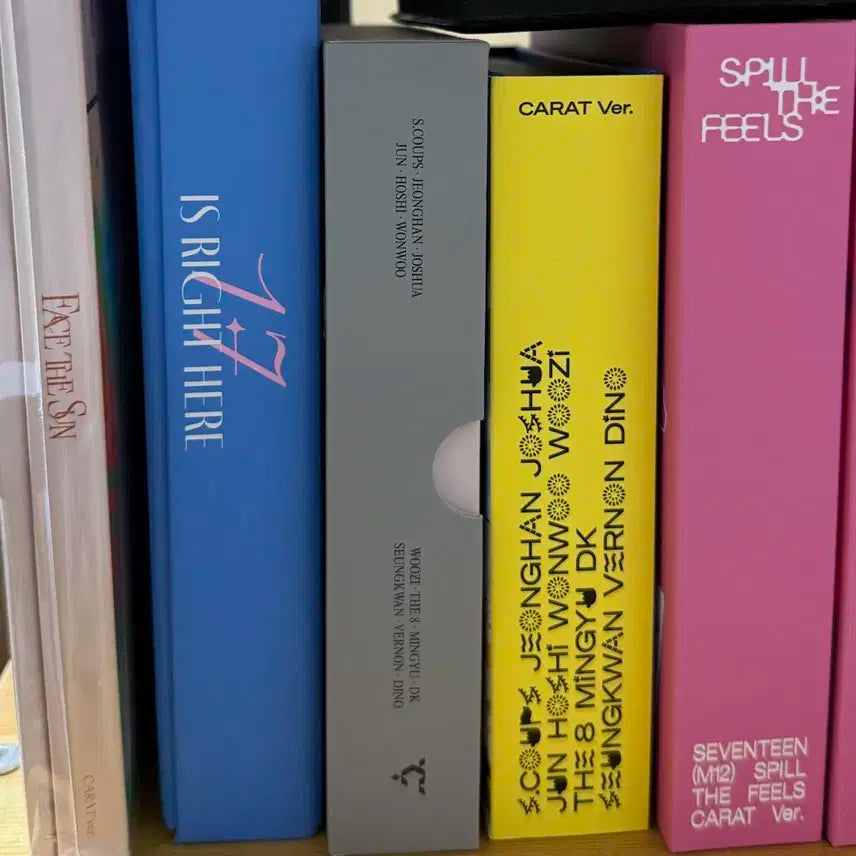 FACE THE SUN
CARAT Ver.
17
IS RIGHT HERE
S.COUPS · JEONGHAN · JOSHUA
JUN · HOSHI · WONWOO
WOOZI · THE 8 · MINGYU · DK
SEUNGKWAN · VERNON · DINO
CARAT Ver.
S.COUPS JEONGHAN JOSHUA
JUN HOSHI WONWOO WOOZI
THE 8 MINGYU DK
SEUNGKWAN VERNON DINO
SPILL
THE
FEELS
SEVENTEEN
(M12) SPILL
THE FEELS
CARAT Ver.